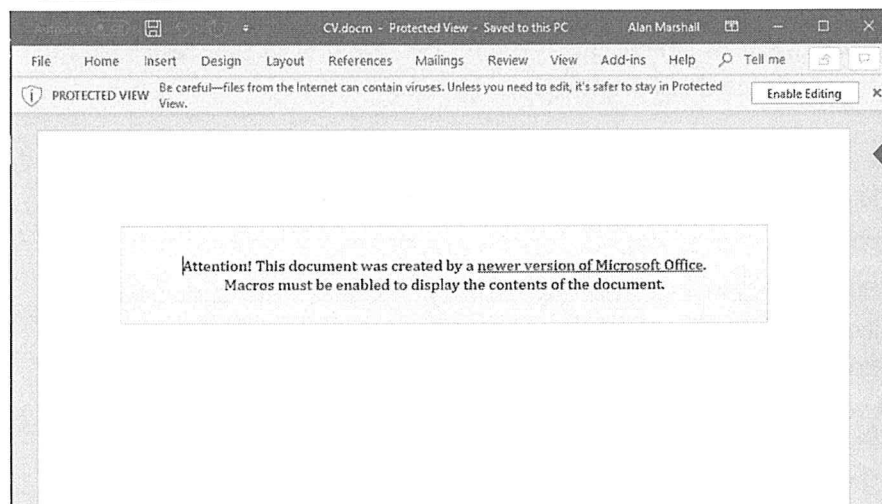 CV.docm - Protected View - Saved to this PC Alan Marshall
File Home Insert Design Layout References Mailings Review View Add-ins Help Tell me
PROTECTED VIEW Be careful—files from the Internet can contain viruses. Unless you need to edit, it's safer to stay in Protected
View.
Enable Editing
Attention! This document was created by a newer version of Microsoft Office.
Macros must be enabled to display the contents of the document.